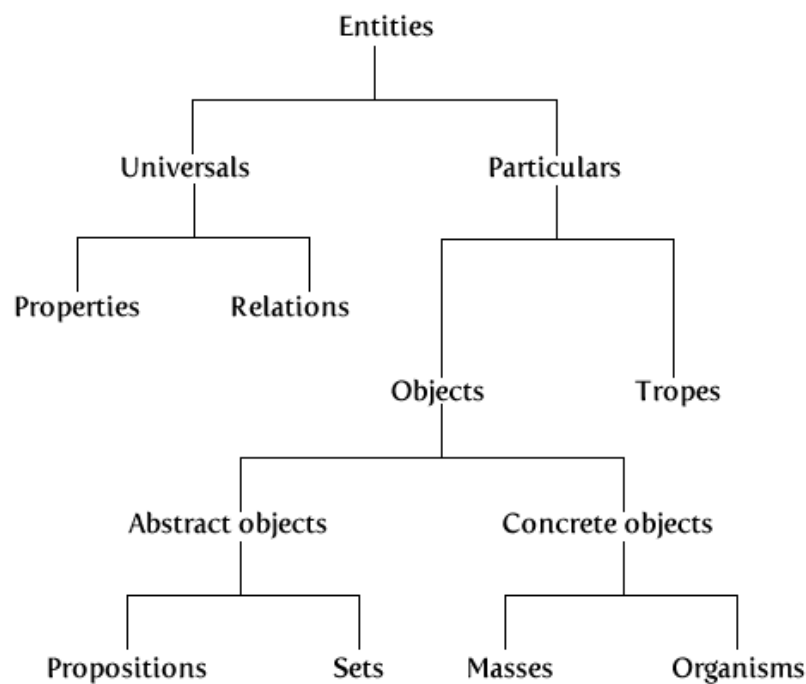 Entities
Universals Particulars
Properties Relations
Objects Tropes
Abstract objects Concrete objects
Propositions Sets Masses Organisms